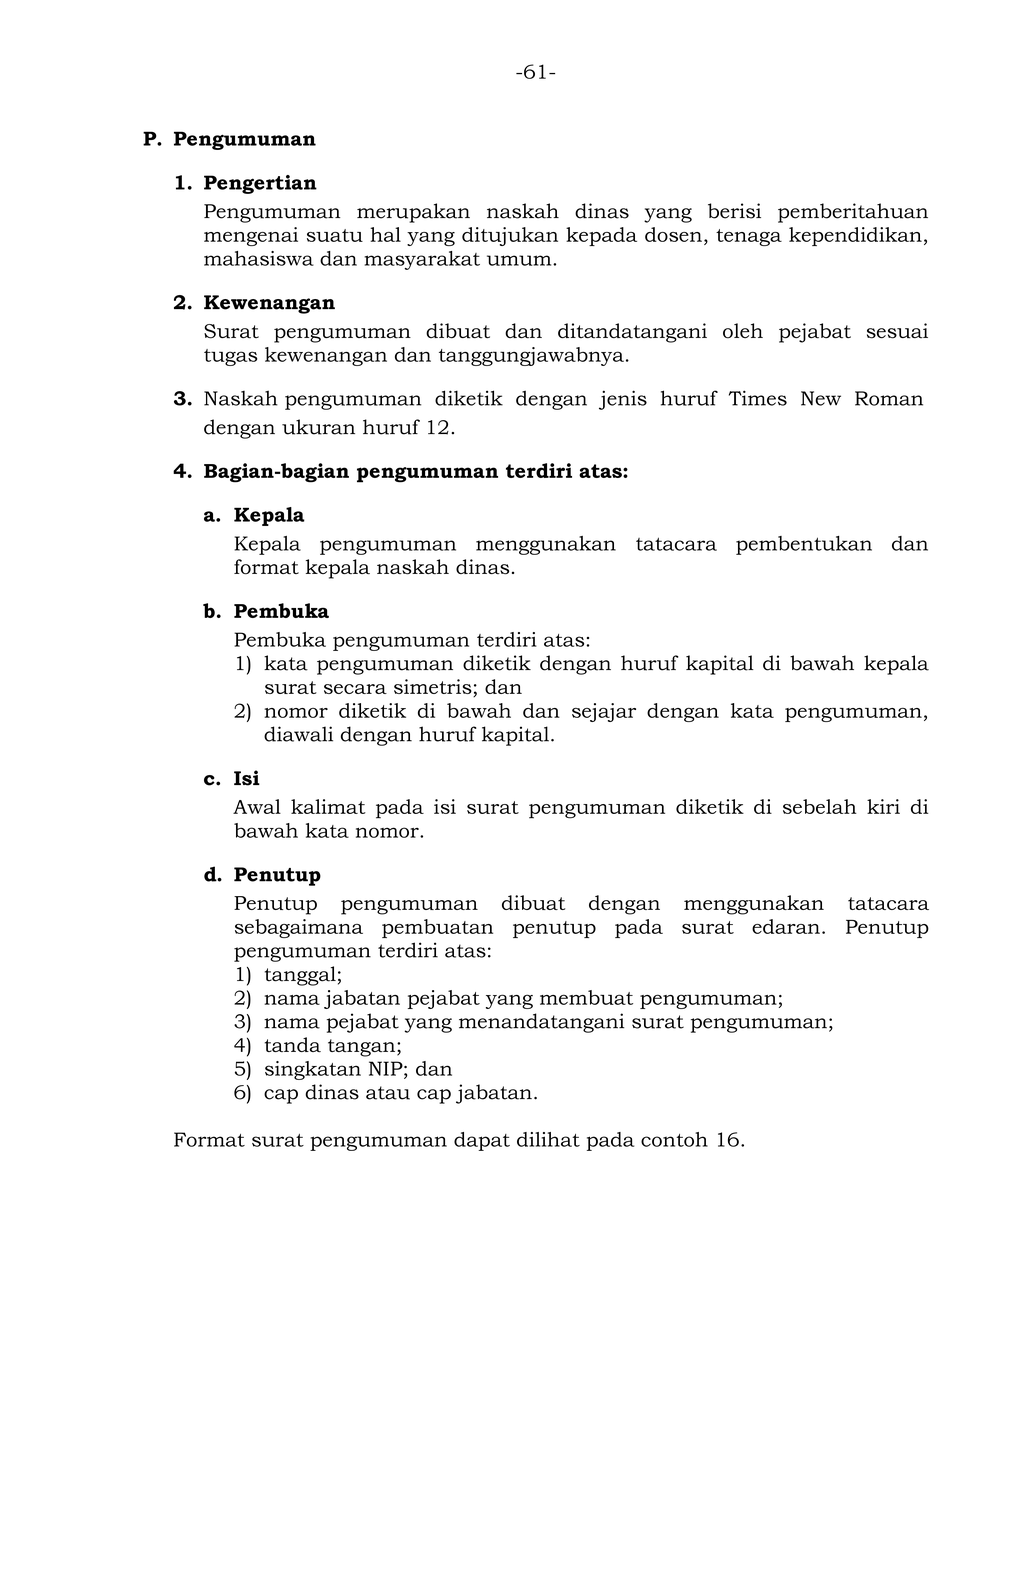 -61-
P. Pengumuman
1. Pengertian
Pengumuman merupakan naskah dinas yang berisi pemberitahuan
mengenai suatu hal yang ditujukan kepada dosen, tenaga kependidikan,
mahasiswa dan masyarakat umum.
2. Kewenangan
Surat pengumuman dibuat dan ditandatangani oleh pejabat sesuai
tugas kewenangan dan tanggungjawabnya.
3. Naskah pengumuman diketik dengan jenis huruf Times New Roman
dengan ukuran huruf 12.
4. Bagian-bagian pengumuman terdiri atas:
a. Kepala
Kepala pengumuman menggunakan tatacara pembentukan dan
format kepala naskah dinas.
b. Pembuka
Pembuka pengumuman terdiri atas:
1) kata pengumuman diketik dengan huruf kapital di bawah kepala
surat secara simetris; dan
2) nomor diketik di bawah dan sejajar dengan kata pengumuman,
diawali dengan huruf kapital.
c. Isi
Awal kalimat pada isi surat pengumuman diketik di sebelah kiri di
bawah kata nomor.
d. Penutup
Penutup pengumuman dibuat dengan menggunakan tatacara
sebagaimana pembuatan penutup pada surat edaran. Penutup
pengumuman terdiri atas:
1) tanggal;
2) nama jabatan pejabat yang membuat pengumuman;
3) nama pejabat yang menandatangani surat pengumuman;
4) tanda tangan;
5) singkatan NIP; dan
6) cap dinas atau cap jabatan.
Format surat pengumuman dapat dilihat pada contoh 16.